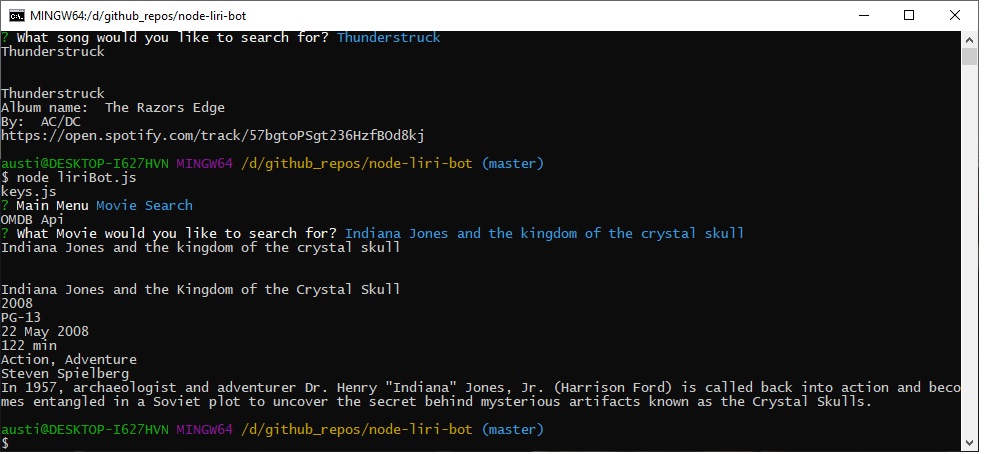 MINGW64:/d/github_repos/node-liri-bot
? What song would you like to search for? Thunderstruck
Thunderstruck
Thunderstruck
Album name:  The Razors Edge
By:  AC/DC
https://open.spotify.com/track/57bgtoPSgt236HzfBOd8kj
austi@DESKTOP-I627HVN MINGW64 /d/github_repos/node-liri-bot (master)
$ node liriBot.js
keys.js
? Main Menu Movie Search
OMDB Api
? What Movie would you like to search for? Indiana Jones and the kingdom of the crystal skull
Indiana Jones and the kingdom of the crystal skull
Indiana Jones and the Kingdom of the Crystal Skull
2008
PG-13
22 May 2008
122 min
Action, Adventure
Steven Spielberg
In 1957, archaeologist and adventurer Dr. Henry "Indiana" Jones, Jr. (Harrison Ford) is called back into action and beco
mes entangled in a Soviet plot to uncover the secret behind mysterious artifacts known as the Crystal Skulls.
austi@DESKTOP-I627HVN MINGW64 /d/github_repos/node-liri-bot (master)
$